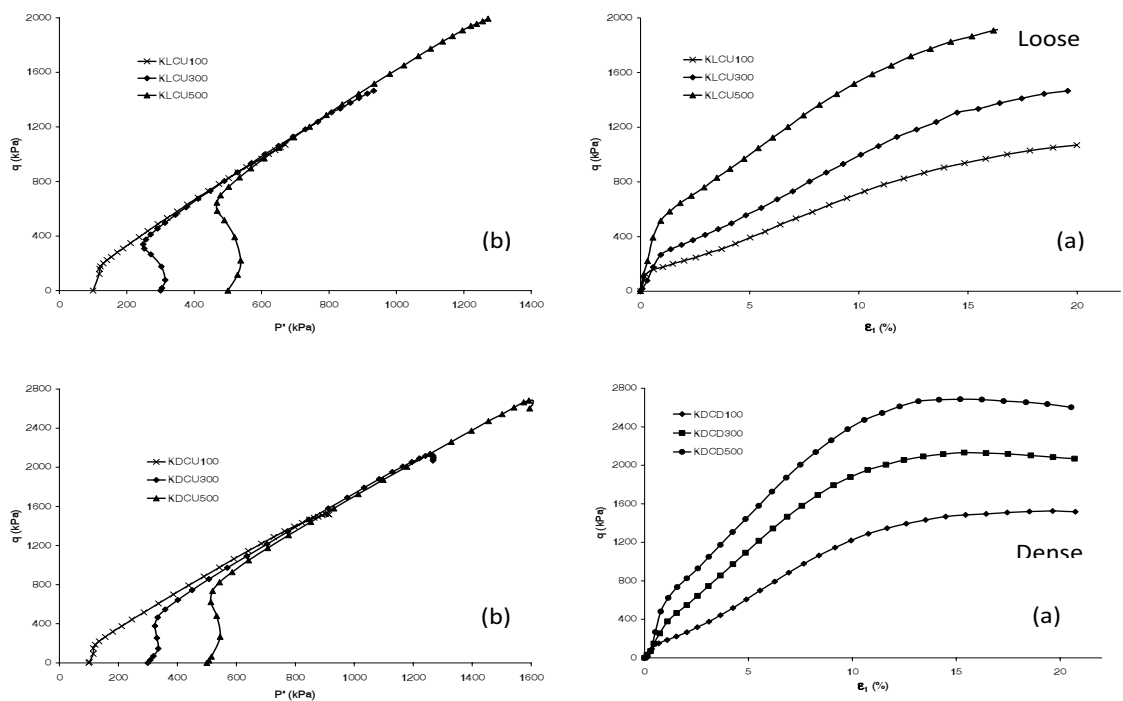 2000
1600
1200
800
400
0
q (kPa)
KLCU100
KLCU300
KLCU500
(b)
0 200 400 600 800 1000 1200 1400
P' (kPa)
2000
1600
1200
800
400
0
q (kPa)
KLCU100
KLCU300
KLCU500
Loose
(a)
0 5 10 15 20
ε1 (%)
2800
2400
2000
1600
1200
800
400
0
q (kPa)
KDCU100
KDCU300
KDCU500
(b)
0 200 400 600 800 1000 1200 1400 1600
P' (kPa)
2800
2400
2000
1600
1200
800
400
0
q (kPa)
KDCD100
KDCD300
KDCD500
Dense
(a)
0 5 10 15 20
ε1 (%)